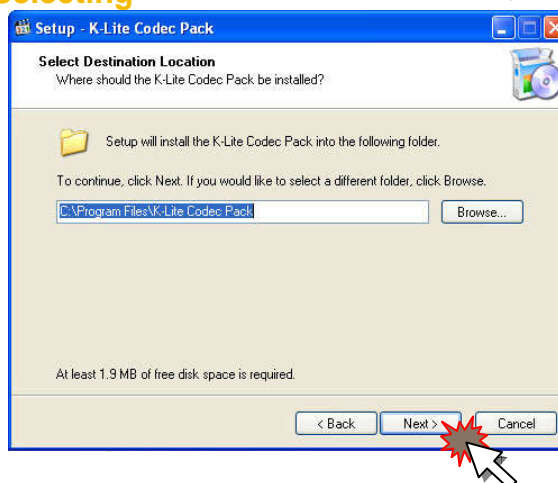 Selecting
Setup - K-Lite Codec Pack
Select Destination Location
Where should the K-Lite Codec Pack be installed?
Setup will install the K-Lite Codec Pack into the following folder.
To continue, click Next. If you would like to select a different folder, click Browse.
C:\Program Files\K-Lite Codec Pack
Browse...
At least 1.9 MB of free disk space is required.
< Back
Next >
Cancel